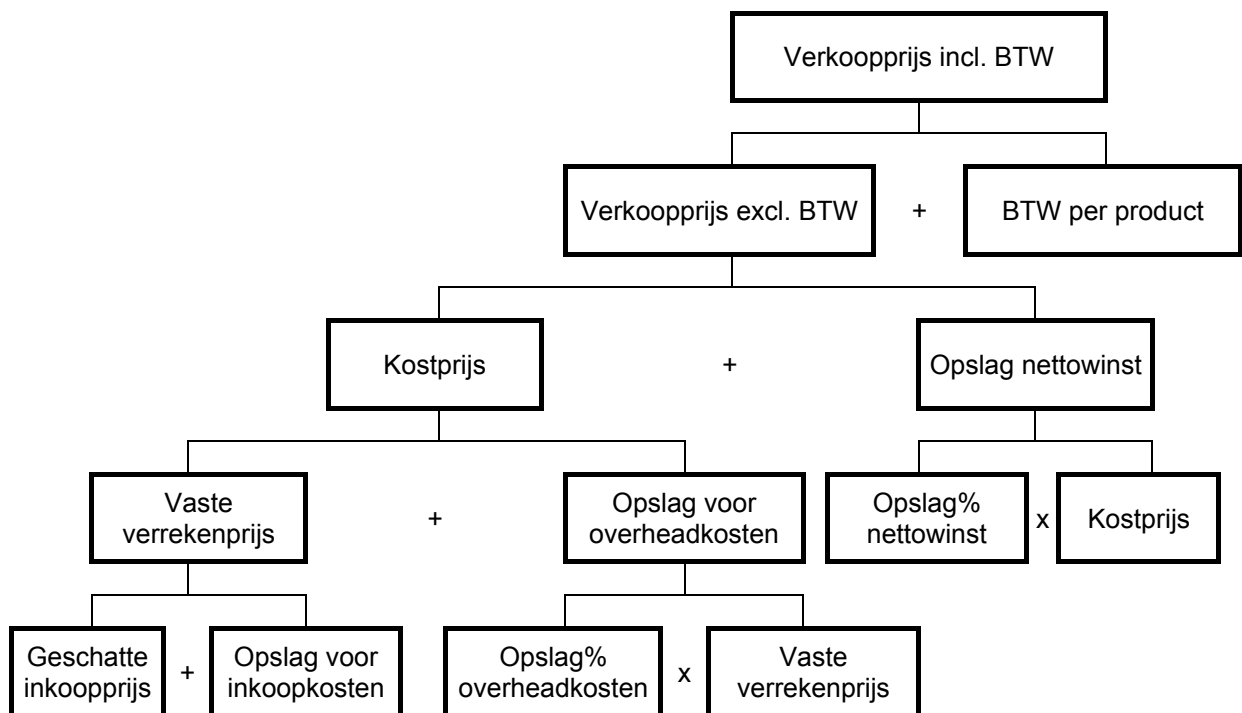 Verkoopprijs incl. BTW
Verkoopprijs excl. BTW + BTW per product
Kostprijs + Opslag nettowinst
Vaste
verrekenprijs
+
Opslag voor
overheadkosten
Opslag%
nettowinst
x
Kostprijs
Geschatte
inkoopprijs
+
Opslag voor
inkoopkosten
Opslag%
overheadkosten
x
Vaste
verrekenprijs